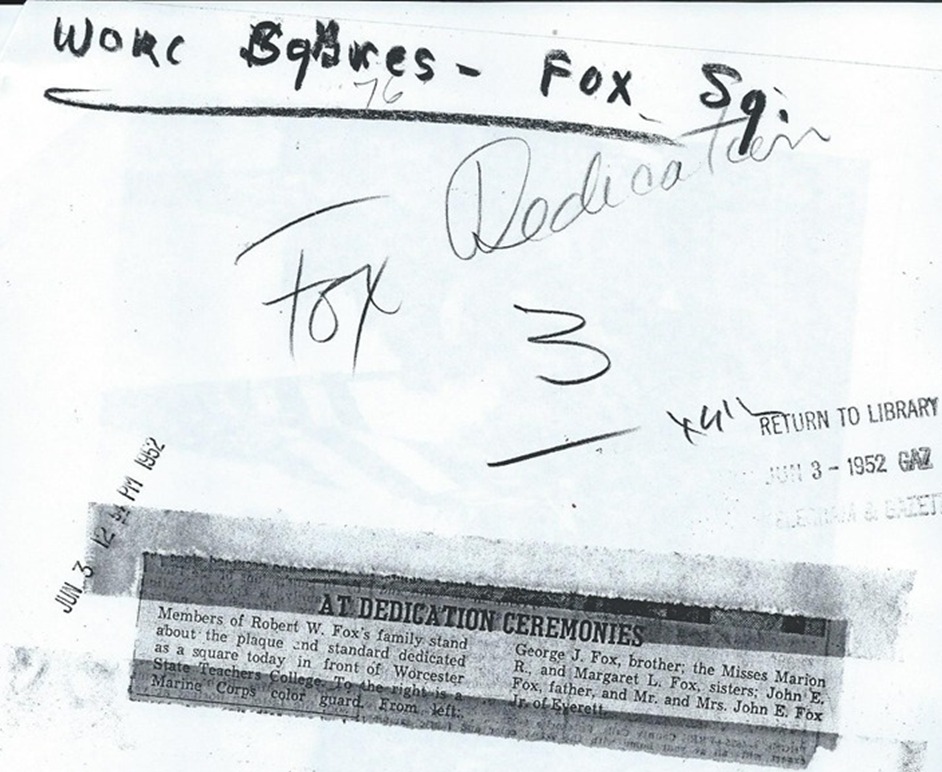 WORC Sqares - Fox Sq.
76
Dedication
Fox
3
RETURN TO LIBRARY
JUN 3 - 1952 GAZ
TELEGRAM & GAZET
JUN. 3 12 PM 1952
AT DEDICATION CEREMONIES
Members of Robert W. Fox's family stand
about the plaque and standard dedicated
as a square today in front of Worcester
State Teachers College. To the right is a
Marine Corps color guard. From left:
George J. Fox, brother; the Misses Marion
R. and Margaret L. Fox, sisters; John E.
Fox, father, and Mr. and Mrs. John E. Fox
Jr. of Everett.